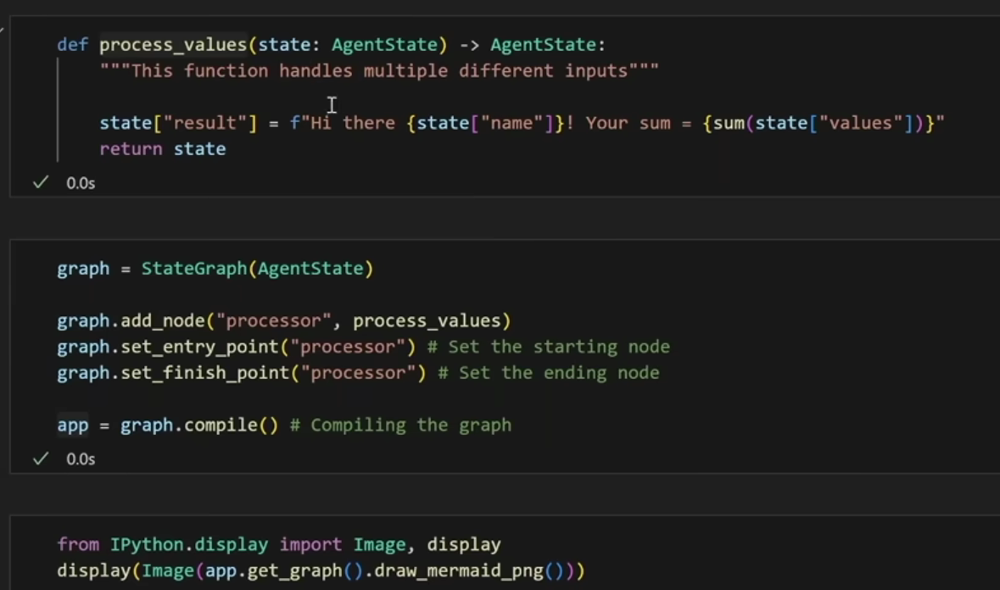 def process_values(state: AgentState) -> AgentState:
    """This function handles multiple different inputs"""
    state["result"] = f"Hi there {state["name"]}! Your sum = {sum(state["values"])}"
    return state
0.0s
graph = StateGraph(AgentState)
graph.add_node("processor", process_values)
graph.set_entry_point("processor") # Set the starting node
graph.set_finish_point("processor") # Set the ending node
app = graph.compile() # Compiling the graph
0.0s
from IPython.display import Image, display
display(Image(app.get_graph().draw_mermaid_png()))